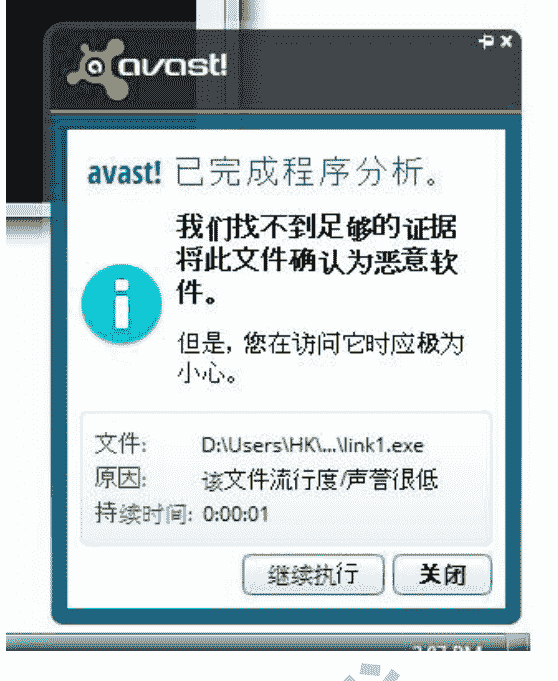 avast!
avast! 已完成程序分析。
我们找不到足够的证据
将此文件确认为恶意软
件。
但是, 您在访问它时应极为
小心。
文件: D:\Users\HK\...\link1.exe
原因: 该文件流行度/声誉很低
持续时间: 0:00:01
继续执行 关闭